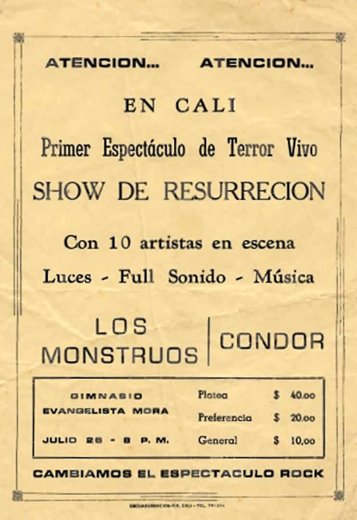 ATENCION... ATENCION...
EN CALI
Primer Espectáculo de Terror Vivo
SHOW DE RESURRECION
Con 10 artistas en escena
Luces - Full Sonido - Música
LOS MONSTRUOS
CONDOR
GIMNASIO
EVANGELISTA MORA
JULIO 26 - 8 P. M.
Platea $ 40.00
Preferencia $ 20.00
General $ 10,00
CAMBIAMOS EL ESPECTACULO ROCK